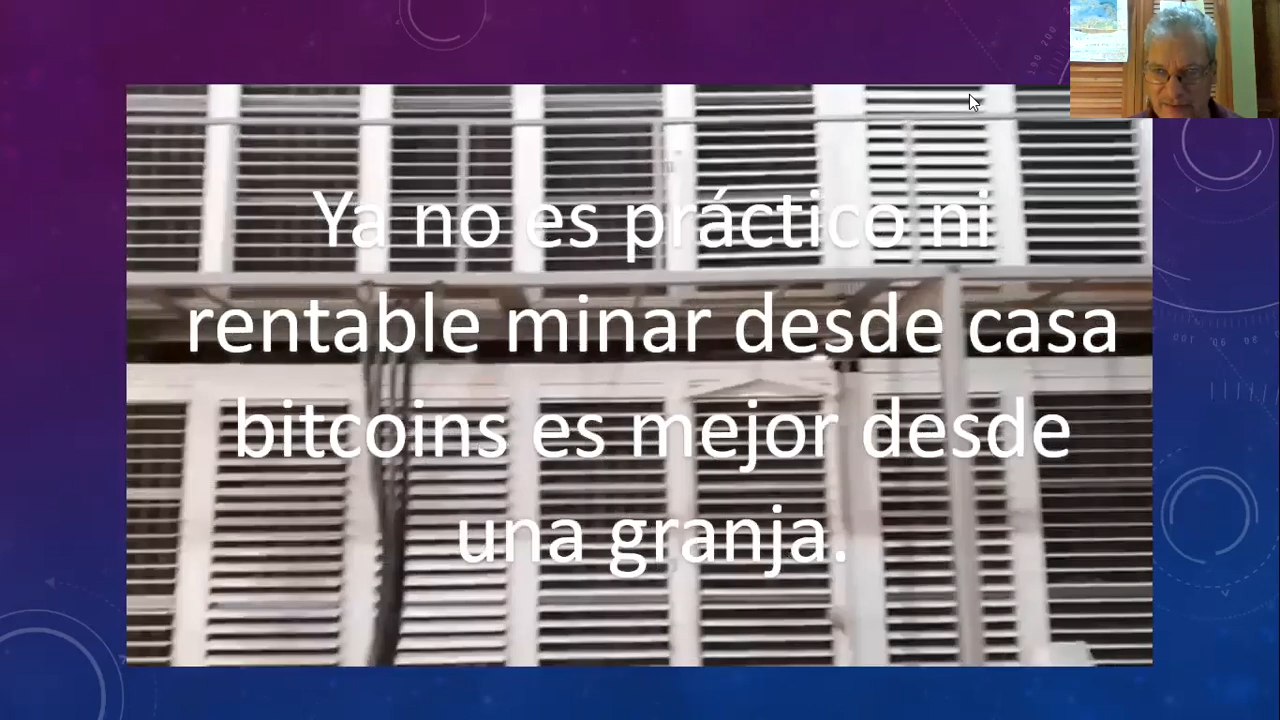 Ya no es práctico ni
rentable minar desde casa
bitcoins es mejor desde
una granja.